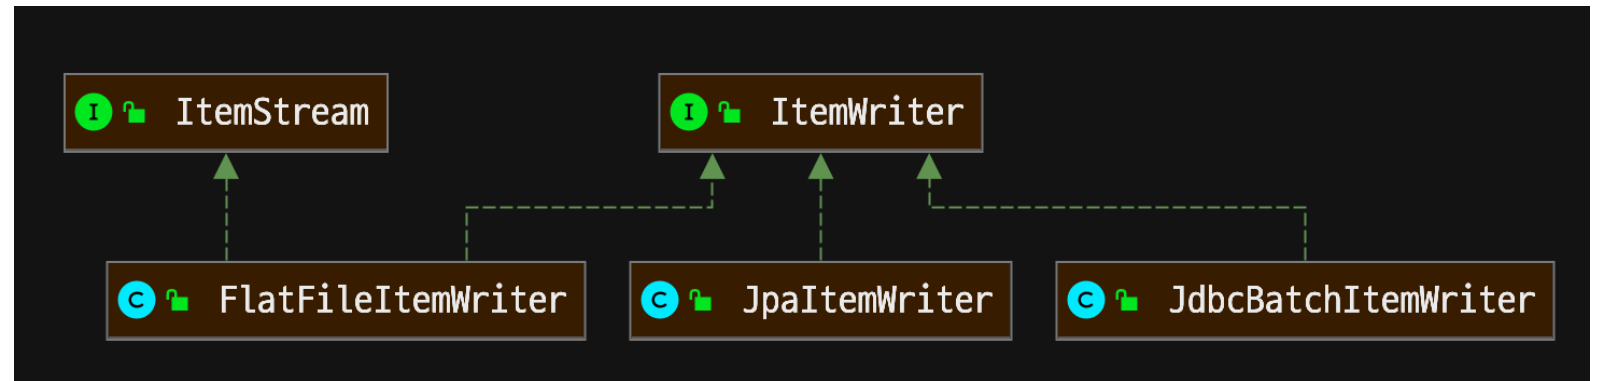 I ItemStream
I ItemWriter
C FlatFileItemWriter
C JpaItemWriter
C JdbcBatchItemWriter